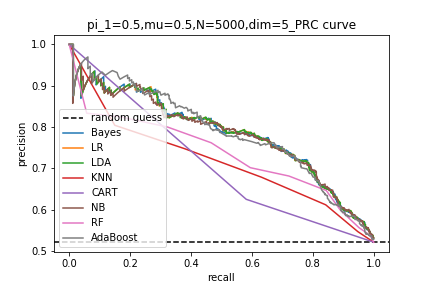 pi_1=0.5,mu=0.5,N=5000,dim=5_PRC curve
1.0
0.9
0.8
0.7
0.6
0.5
precision
random guess
Bayes
LR
LDA
KNN
CART
NB
RF
AdaBoost
0.0 0.2 0.4 0.6 0.8 1.0
recall